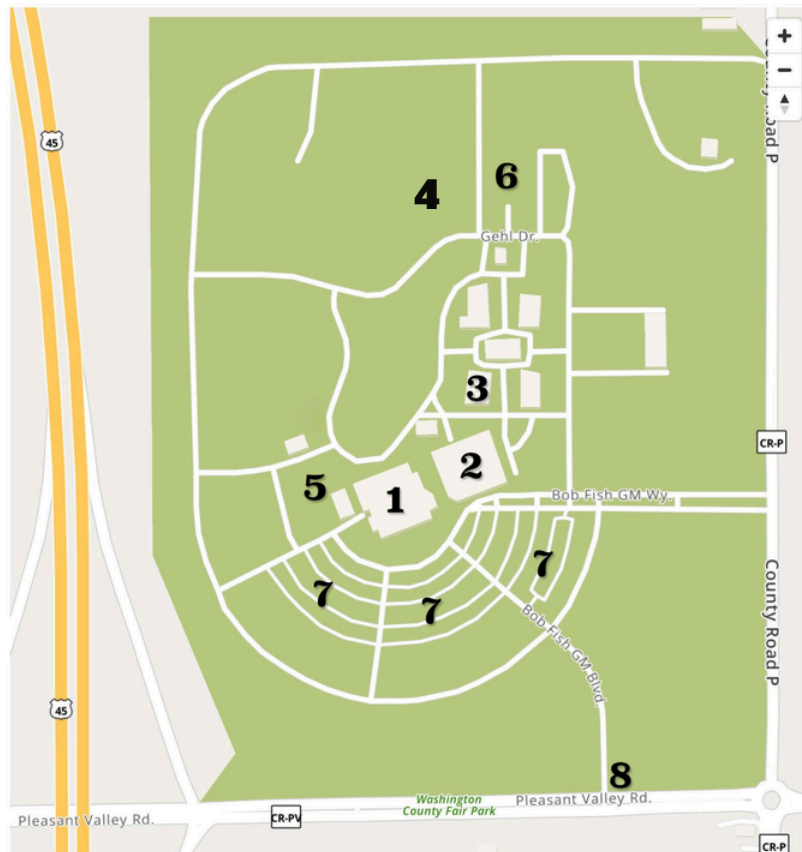 +
−
45
County Road P
6
4
Gehl Dr.
3
CR-P
2
5
1
Bob Fish GM Wy.
7
7
7
Bob Fish GM Blvd.
County Road P
45
8
Washington
County Fair Park
Pleasant Valley Rd.
CR-PV
Pleasant Valley Rd.
CR-P